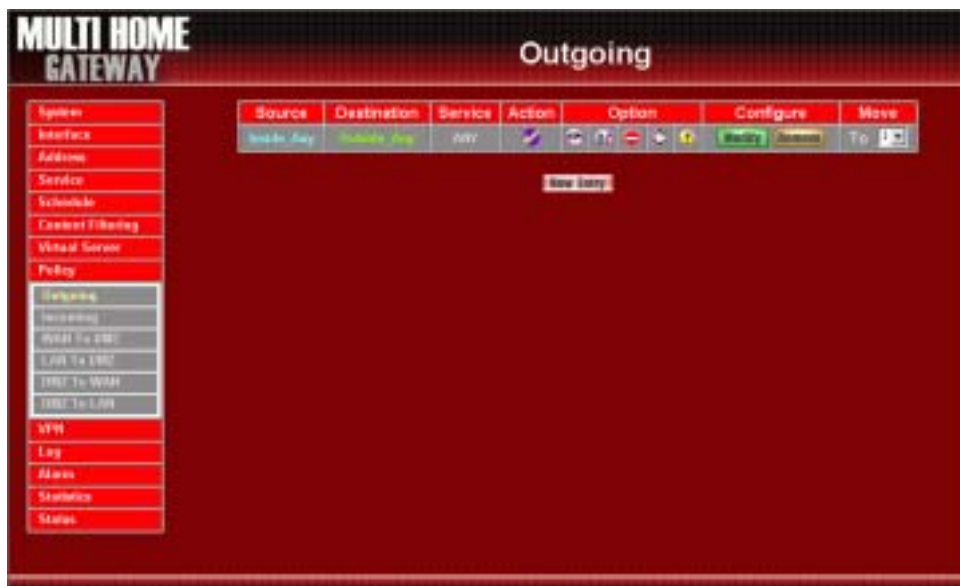 MULTI HOME
GATEWAY
Outgoing
System
Interface
Address
Service
Schedule
Content Filtering
Virtual Server
Policy
Outgoing
Incoming
WAN To DMZ
LAN To DMZ
DMZ To WAN
DMZ To LAN
VPN
Log
Alarm
Statistics
Status
Source Destination Service Action Option Configure Move
Inside_Any Outside_Any ANY Modify Remove To 1
New Entry